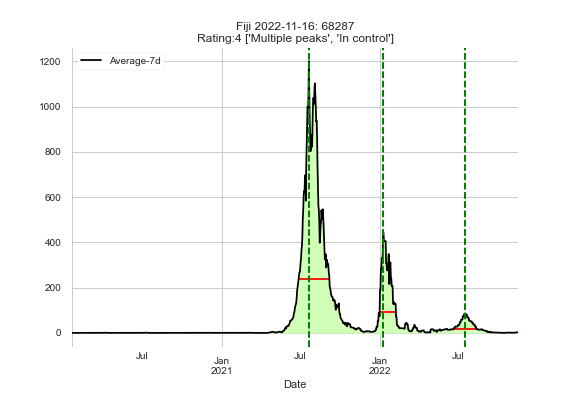 Fiji 2022-11-16: 68287
Rating:4 ['Multiple peaks', 'In control']
Average-7d
1200
1000
800
600
400
200
0
Jul
Jan
2021
Jul
Jan
2022
Jul
Date